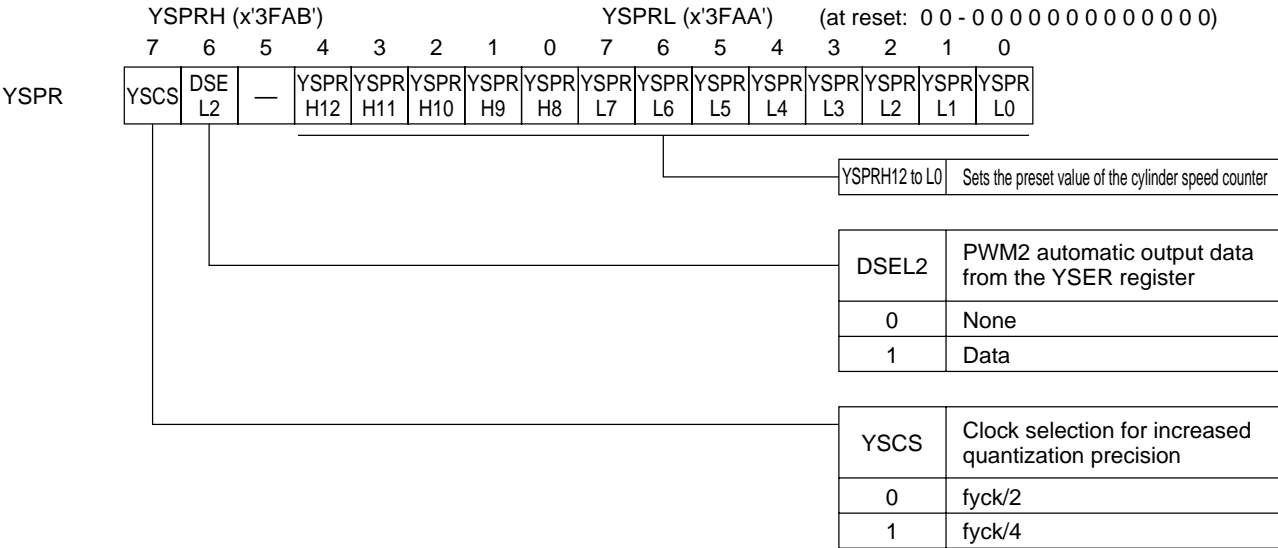 YSPRH (x'3FAB') YSPRL (x'3FAA') (at reset: 0 0 - 0 0 0 0 0 0 0 0 0 0 0 0 0)
7 6 5 4 3 2 1 0 7 6 5 4 3 2 1 0
YSPR YSCS DSE L2 — YSPR H12 YSPR H11 YSPR H10 YSPR H9 YSPR H8 YSPR L7 YSPR L6 YSPR L5 YSPR L4 YSPR L3 YSPR L2 YSPR L1 YSPR L0
YSPRH12 to L0 Sets the preset value of the cylinder speed counter
DSEL2 PWM2 automatic output data
from the YSER register
0 None
1 Data
YSCS Clock selection for increased
quantization precision
0 fyck/2
1 fyck/4